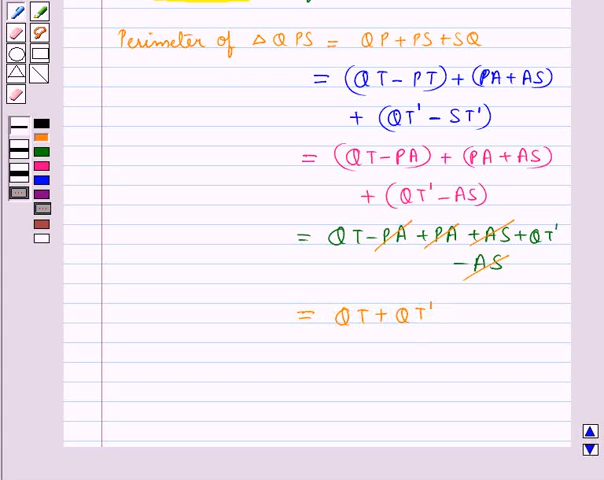 Perimeter of △ QPS = QP + PS + SQ
= (QT - PT) + (PA + AS)
+ (QT' - ST')
= (QT - PA) + (PA + AS)
+ (QT' - AS)
= QT - PA + PA + AS + QT'
- AS
= QT + QT'